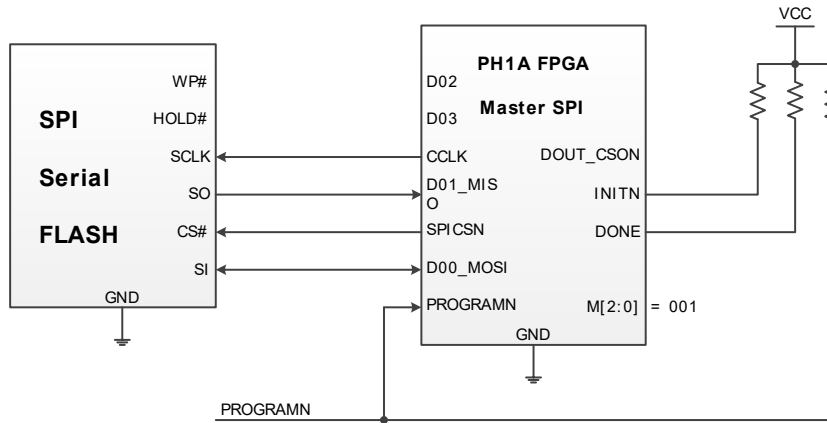 VCC
SPI
Serial
FLASH
WP#
HOLD#
SCLK
SO
CS#
SI
GND
PH1A FPGA
Master SPI
D02
D03
CCLK
D01_MIS
O
SPICSN
D00_MOSI
PROGRAMN
DOUT_CSON
INITN
DONE
M[2:0] = 001
GND
PROGRAMN